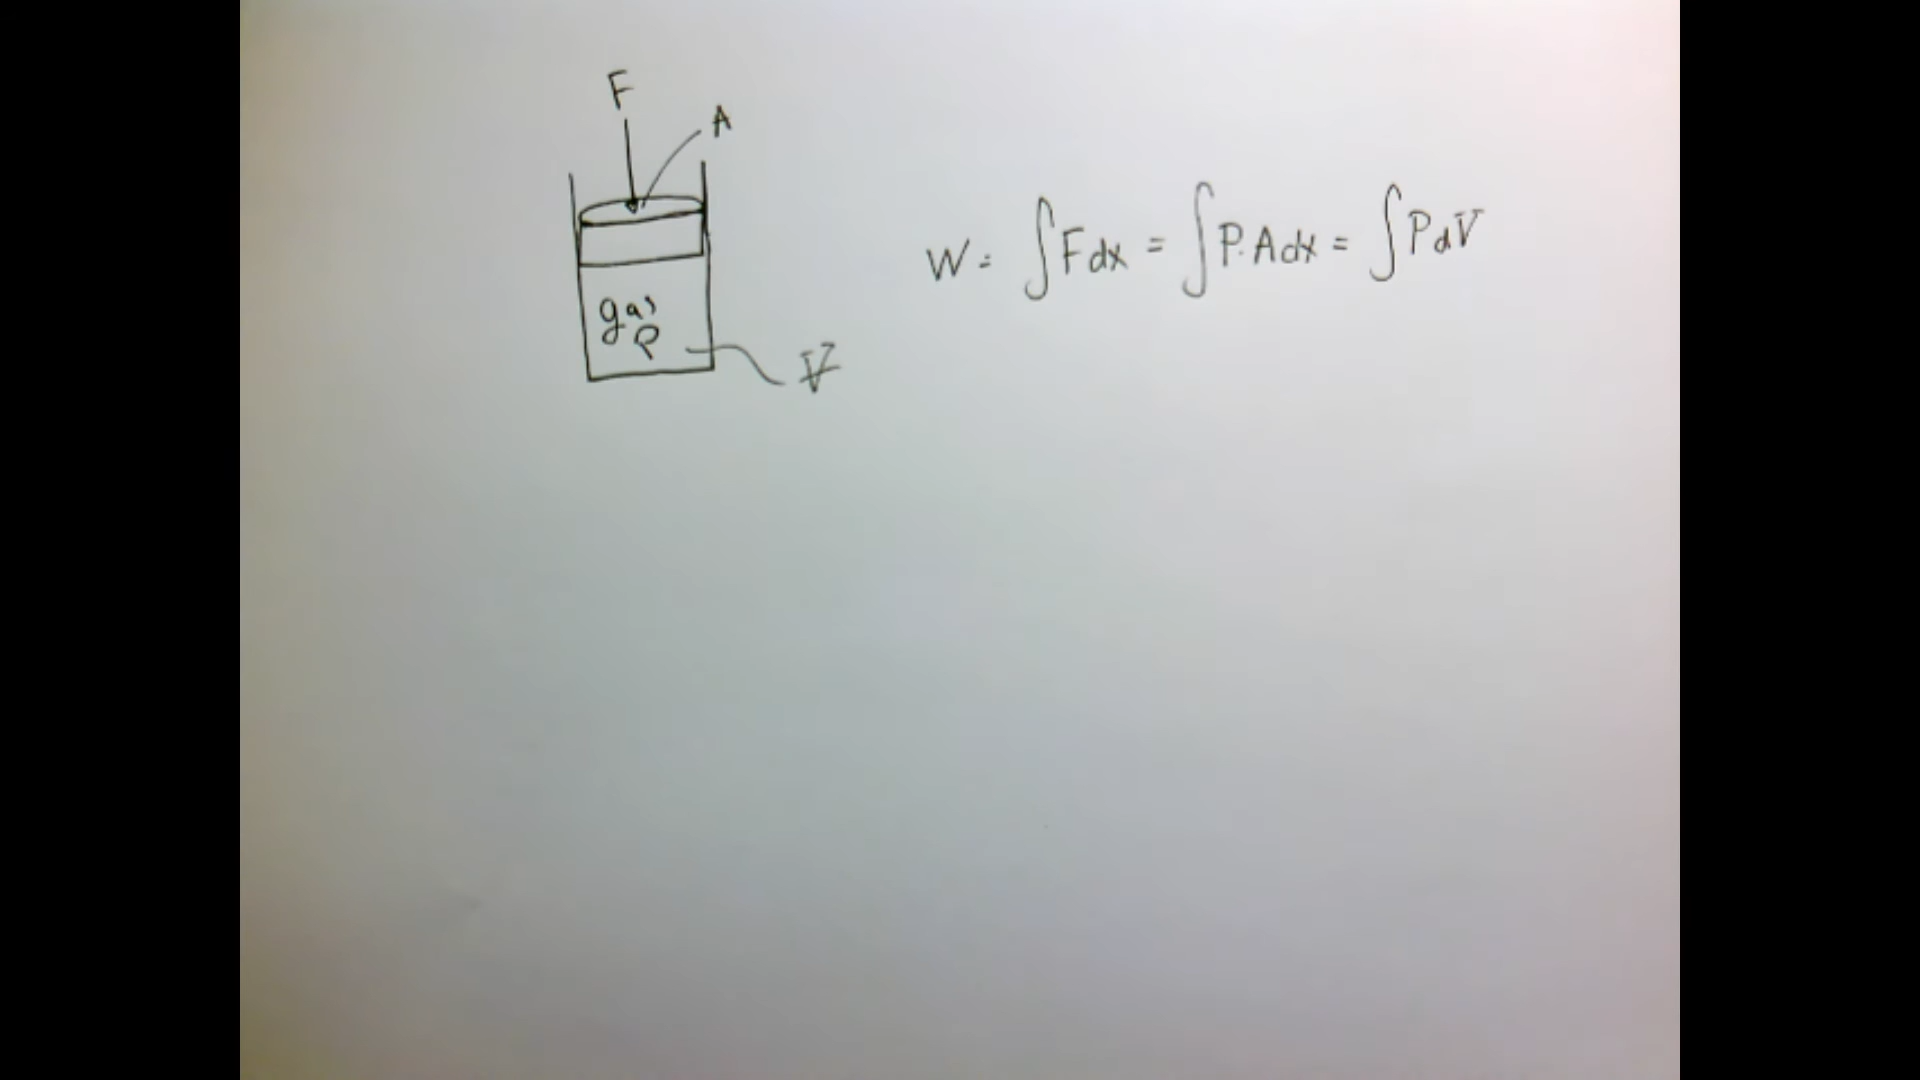 F
A
W = ∫F dx = ∫P.A dx = ∫P dV
gas
P
V